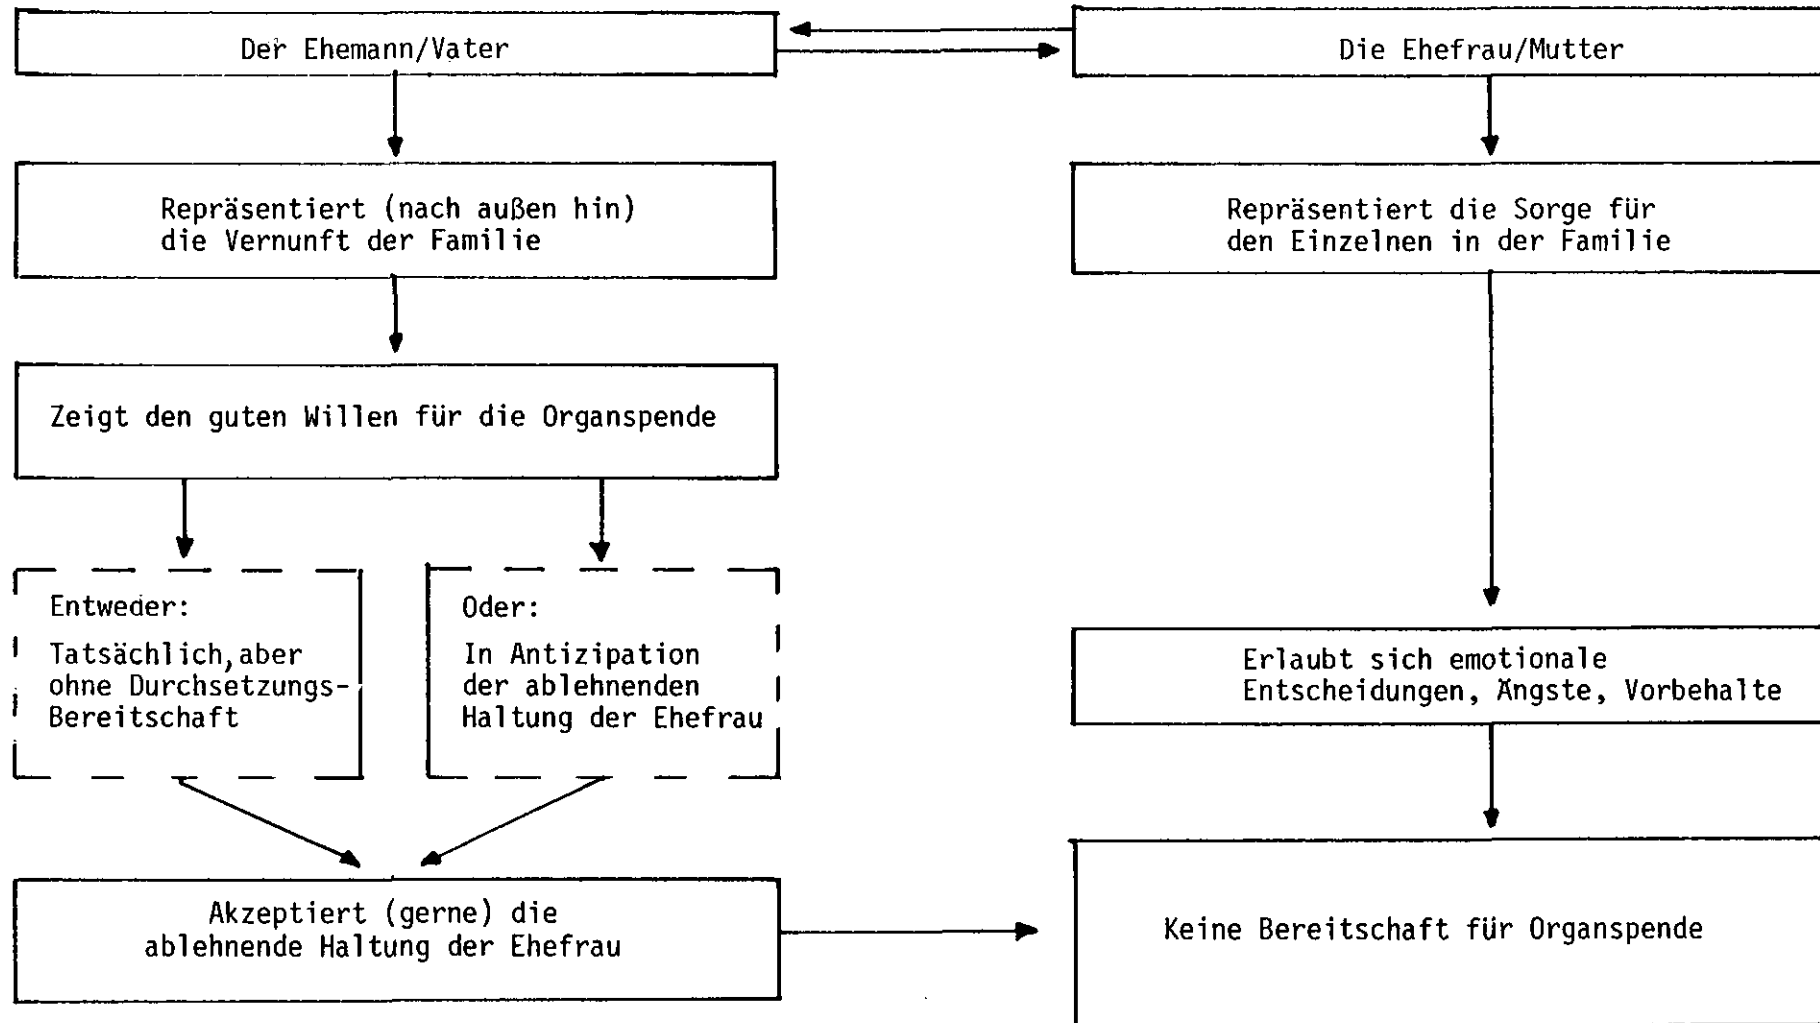 Der Ehemann/Vater
Die Ehefrau/Mutter
Repräsentiert (nach außen hin)
die Vernunft der Familie
Repräsentiert die Sorge für
den Einzelnen in der Familie
Zeigt den guten Willen für die Organspende
Entweder:
Tatsächlich,aber
ohne Durchsetzungs-
Bereitschaft
Oder:
In Antizipation
der ablehnenden
Haltung der Ehefrau
Erlaubt sich emotionale
Entscheidungen, Ängste, Vorbehalte
Akzeptiert (gerne) die
ablehnende Haltung der Ehefrau
Keine Bereitschaft für Organspende